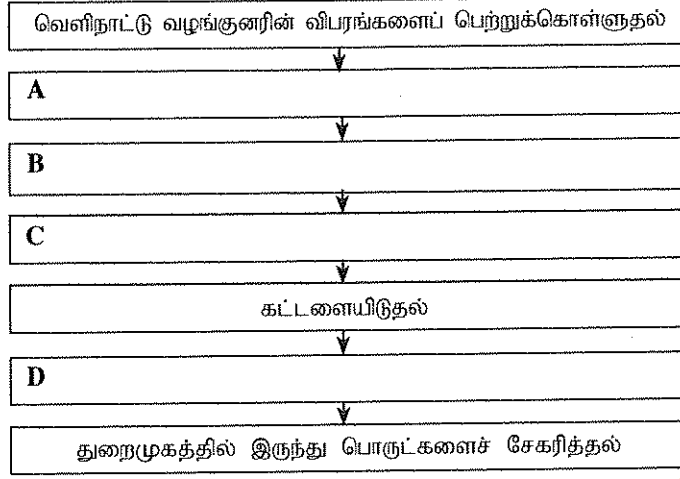 வெளிநாட்டு வழங்குனரின் விபரங்களைப் பெற்றுக்கொள்ளுதல்
A
B
C
கட்டளையிடுதல்
D
துறைமுகத்தில் இருந்து பொருட்களைச் சேகரித்தல்